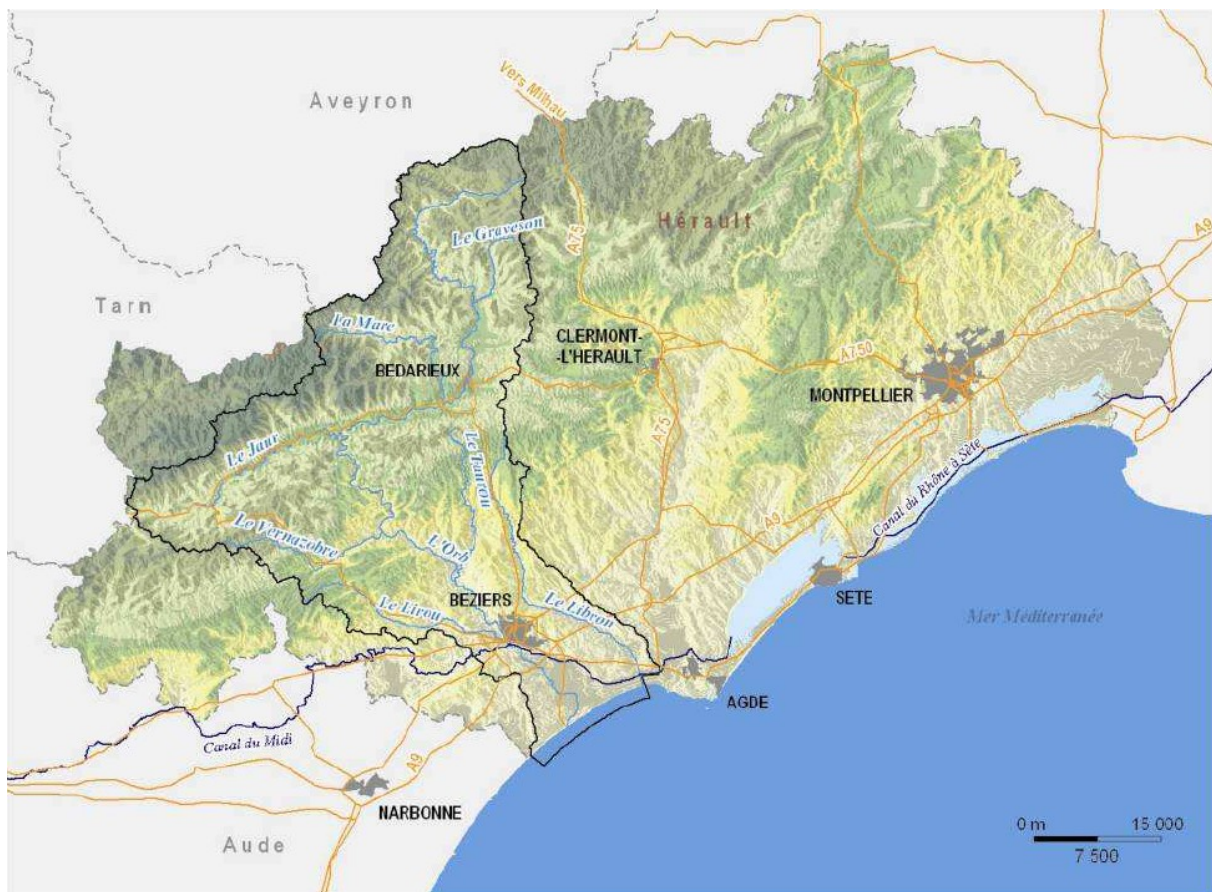 Vers Milhau
Aveyron
Hérault
Le Graveson
A75
A9
Tarn
La Mare
CLERMONT-
-L'HERAULT
BEDARIEUX
A750
MONTPELLIER
A75
Le Jaur
Le Taurou
Canal du Rhône à Sète
A9
Le Vernazobre
L'Orb
BEZIERS
Le Lirou
Le Libron
SETE
Mer Méditerranée
AGDE
Canal du Midi
A9
NARBONNE
Aude
0 m 15 000
7 500